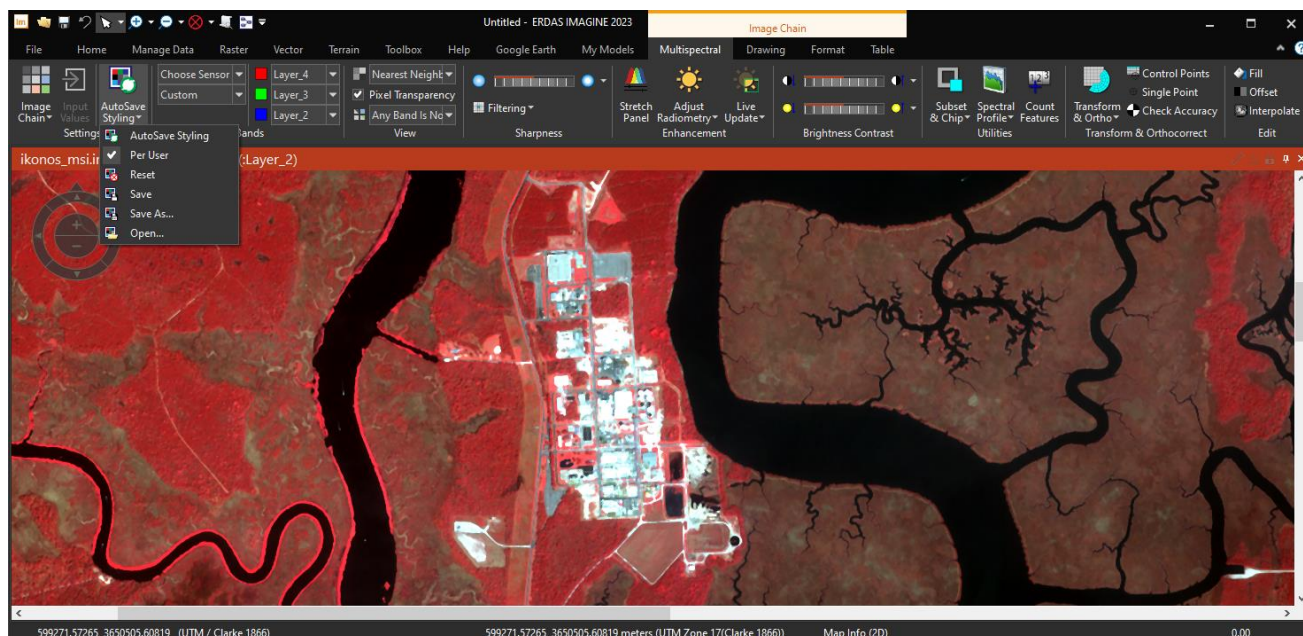 Untitled - ERDAS IMAGINE 2023
Image Chain
File Home Manage Data Raster Vector Terrain Toolbox Help Google Earth My Models Multispectral Drawing Format Table
Image Chain
Input Values
AutoSave Styling
Settings
Choose Sensor
Custom
Layer_4
Layer_3
Layer_2
ands
Nearest Neighb
Pixel Transparency
Any Band Is No
View
Filtering
Sharpness
Stretch Panel
Adjust Radiometry
Live Update
Enhancement
Brightness Contrast
Subset & Chip
Spectral Profile
Count Features
Utilities
Transform & Ortho
Control Points
Single Point
Check Accuracy
Transform & Orthocorrect
Fill
Offset
Interpolate
Edit
AutoSave Styling
Per User
Reset
Save
Save As...
Open...
ikonos_msi.i :Layer_2)
599271.57265, 3650505.60819 (UTM / Clarke 1866)
599271.57265, 3650505.60819 meters (UTM Zone 17(Clarke 1866))
Map Info (2D)
0.00